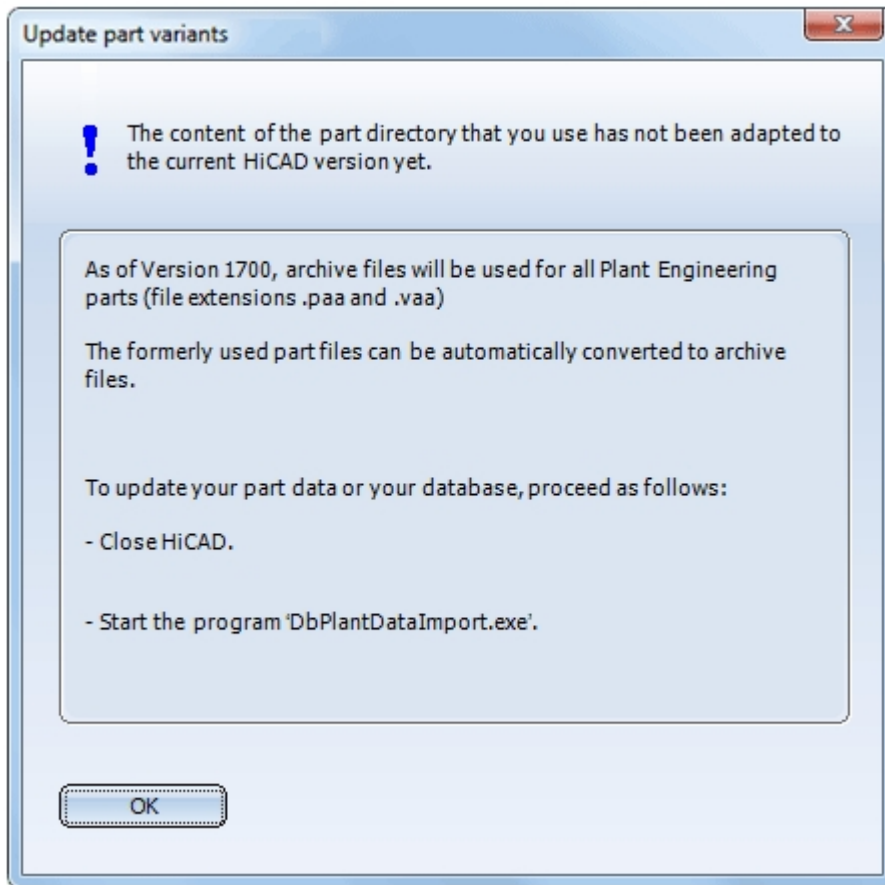 Update part variants
The content of the part directory that you use has not been adapted to
the current HiCAD version yet.
As of Version 1700, archive files will be used for all Plant Engineering
parts (file extensions .paa and .vaa)
The formerly used part files can be automatically converted to archive
files.
To update your part data or your database, proceed as follows:
- Close HiCAD.
- Start the program ‘DbPlantDataImport.exe’.
OK